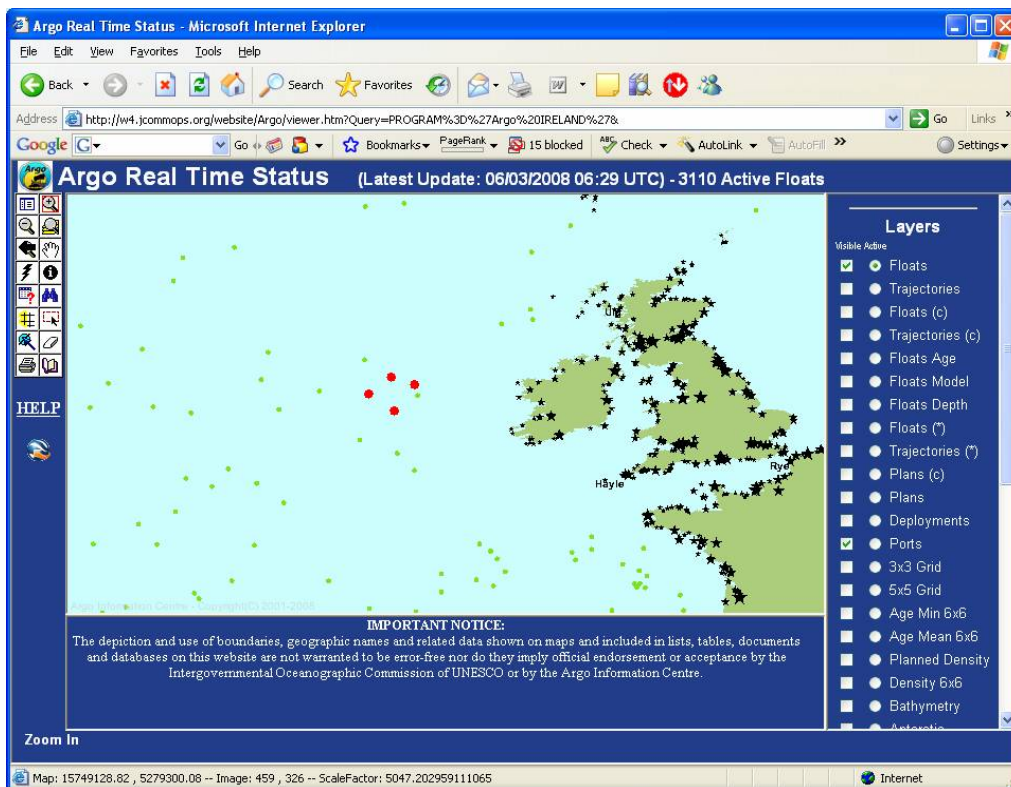 Argo Real Time Status - Microsoft Internet Explorer
File Edit View Favorites Tools Help
Back Search Favorites W
Address http://w4.jcommops.org/website/Argo/viewer.htm?Query=PROGRAM%3D%27Argo%20IRELAND%27& Go Links »
Google G Go Bookmarks PageRank 15 blocked ABC Check AutoLink AutoFill » Settings
Argo Real Time Status (Latest Update: 06/03/2008 06:29 UTC) - 3110 Active Floats
HELP
Hayle
Rye
Argo Information Centre - Copyright(C) 2001-2008
Layers
Visible Active
Floats
Trajectories
Floats (c)
Trajectories (c)
Floats Age
Floats Model
Floats Depth
Floats (*)
Trajectories (*)
Plans (c)
Plans
Deployments
Ports
3x3 Grid
5x5 Grid
Age Min 6x6
Age Mean 6x6
Planned Density
Density 6x6
Bathymetry
IMPORTANT NOTICE:
The depiction and use of boundaries, geographic names and related data shown on maps and included in lists, tables, documents
and databases on this website are not warranted to be error-free nor do they imply official endorsement or acceptance by the
Intergovernmental Oceanographic Commission of UNESCO or by the Argo Information Centre.
Zoom In
Map: 15749128.82 , 5279300.08 -- Image: 459 , 326 -- ScaleFactor: 5047.202959111065
Internet